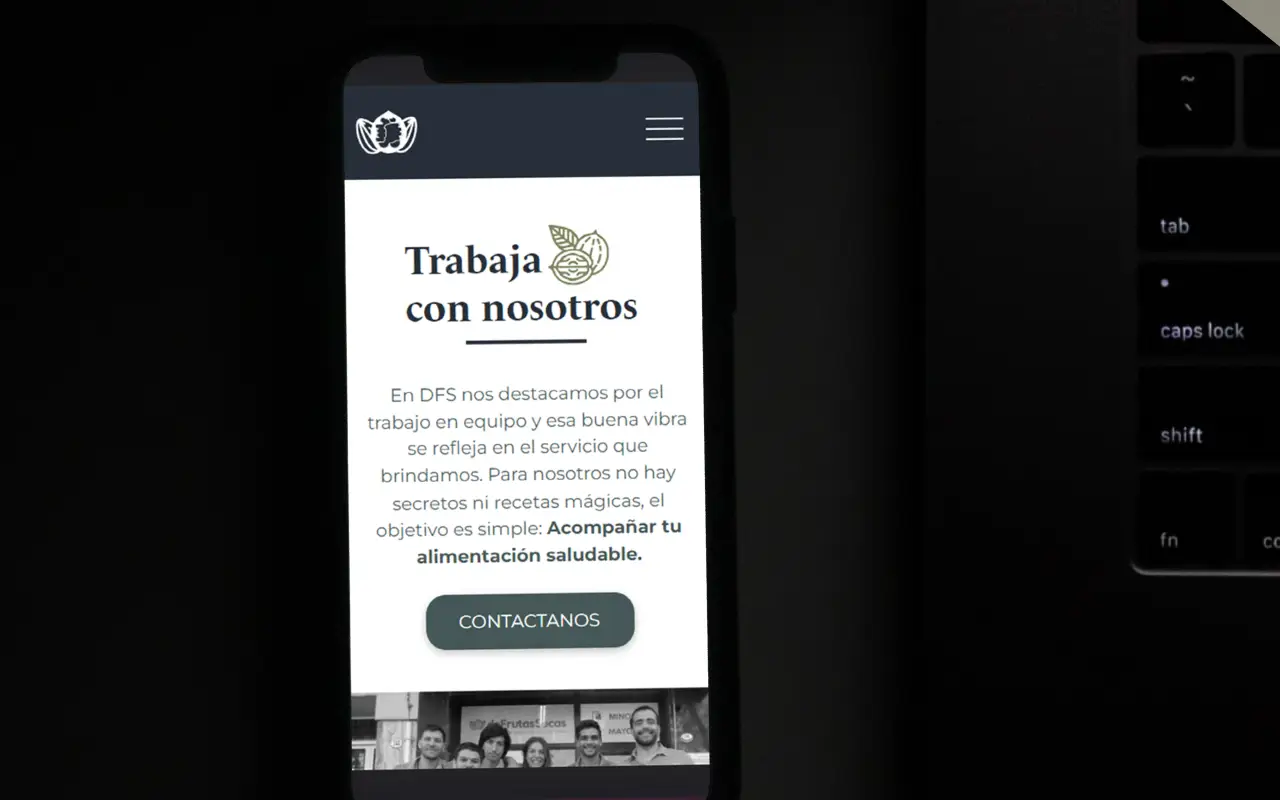 Trabaja
con nosotros
En DFS nos destacamos por el
trabajo en equipo y esa buena vibra
se refleja en el servicio que
brindamos. Para nosotros no hay
secretos ni recetas mágicas, el
objetivo es simple: Acompañar tu
alimentación saludable.
CONTACTANOS
deFrutasSecas
MINO
MAYO
~
`
tab
caps lock
shift
fn
co